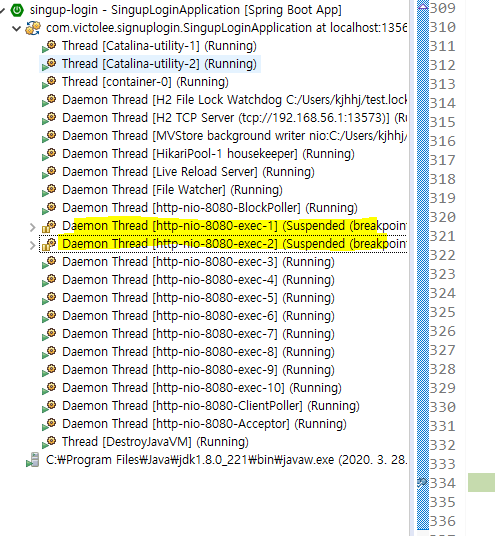 singup-login - SingupLoginApplication [Spring Boot App]
com.victolee.signuplogin.SingupLoginApplication at localhost:1356
Thread [Catalina-utility-1] (Running)
Thread [Catalina-utility-2] (Running)
Thread [container-0] (Running)
Daemon Thread [H2 File Lock Watchdog C:/Users/kjhhj/test.lock
Daemon Thread [H2 TCP Server (tcp://192.168.56.1:13573)] (Ru
Daemon Thread [MVStore background writer nio:C:/Users/kjhhj/
Daemon Thread [HikariPool-1 housekeeper] (Running)
Daemon Thread [Live Reload Server] (Running)
Daemon Thread [File Watcher] (Running)
Daemon Thread [http-nio-8080-BlockPoller] (Running)
Daemon Thread [http-nio-8080-exec-1] (Suspended (breakpoin
Daemon Thread [http-nio-8080-exec-2] (Suspended (breakpoin
Daemon Thread [http-nio-8080-exec-3] (Running)
Daemon Thread [http-nio-8080-exec-4] (Running)
Daemon Thread [http-nio-8080-exec-5] (Running)
Daemon Thread [http-nio-8080-exec-6] (Running)
Daemon Thread [http-nio-8080-exec-7] (Running)
Daemon Thread [http-nio-8080-exec-8] (Running)
Daemon Thread [http-nio-8080-exec-9] (Running)
Daemon Thread [http-nio-8080-exec-10] (Running)
Daemon Thread [http-nio-8080-ClientPoller] (Running)
Daemon Thread [http-nio-8080-Acceptor] (Running)
Thread [DestroyJavaVM] (Running)
C:₩Program Files₩Java₩jdk1.8.0_221₩bin₩javaw.exe (2020. 3. 28.
309
310
311
312
313
314
315
316
317
318
319
320
321
322
323
324
325
326
327
328
329
330
331
332
333
334
335
336